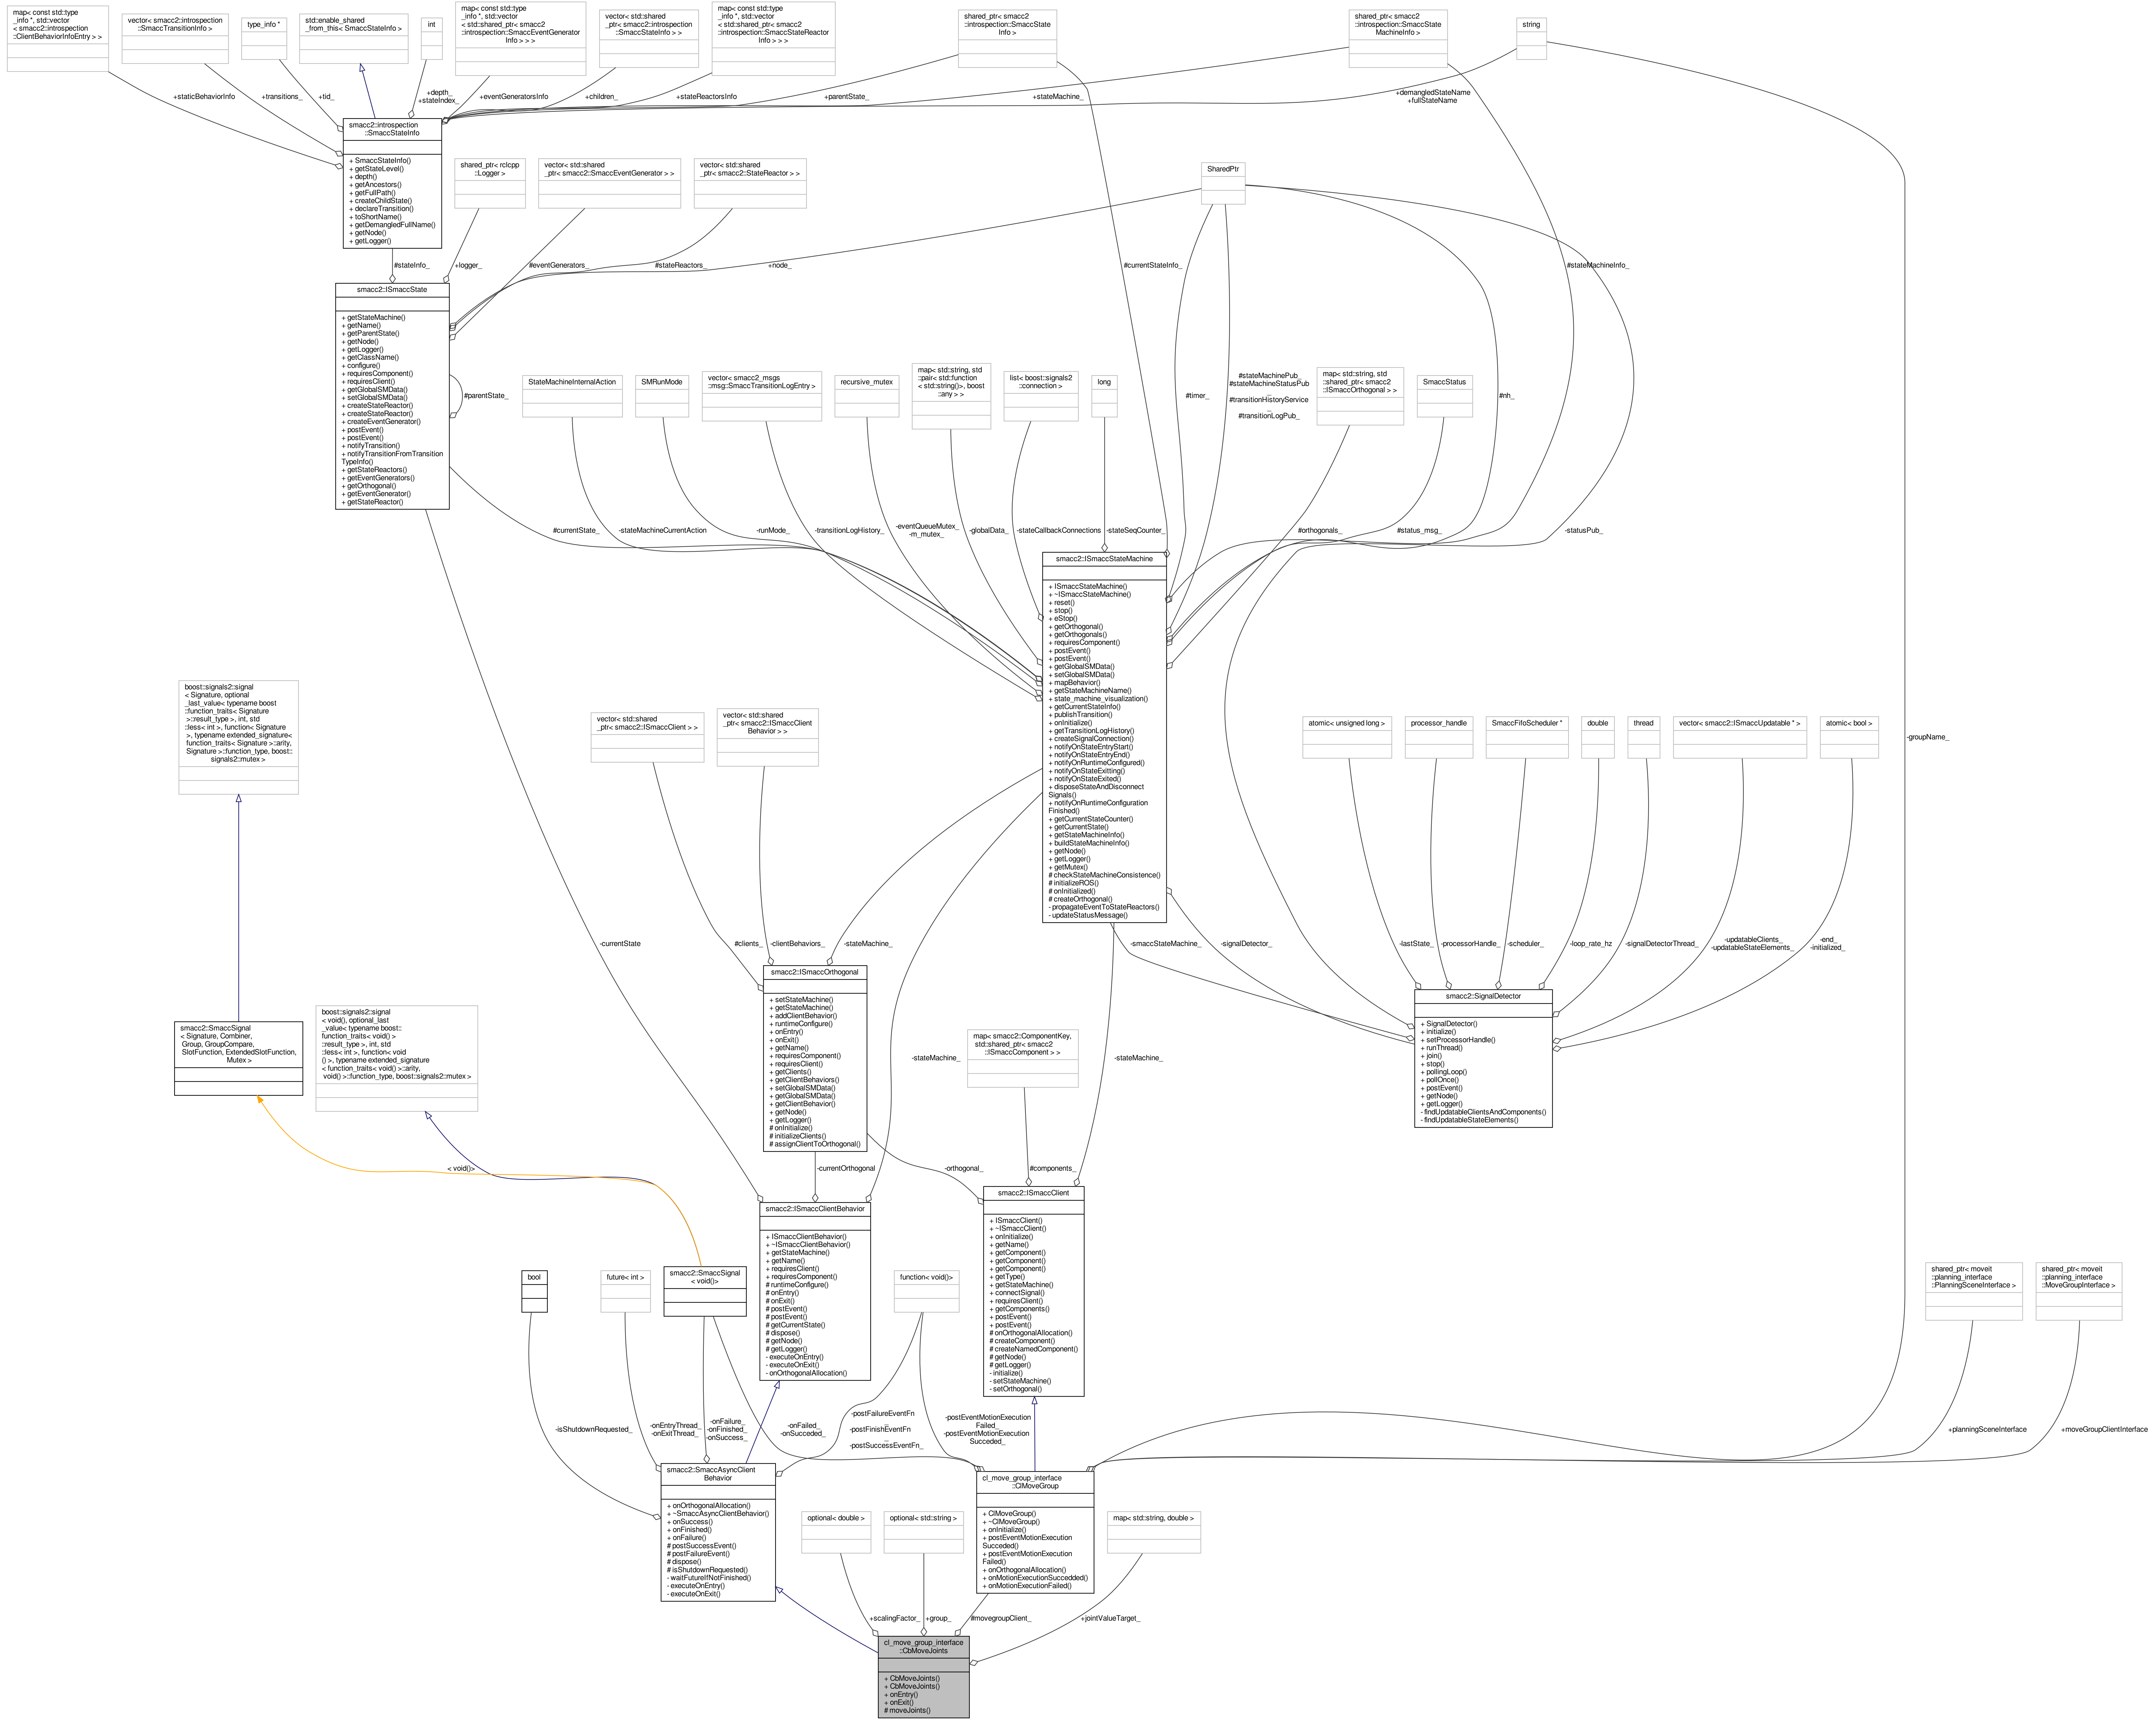 map< const std::type
_info *, std::vector
< smacc2::introspection
::ClientBehaviorInfoEntry > >
vector< smacc2::introspection
::SmaccTransitionInfo >
type_info *
std::enable_shared
_from_this< SmaccStateInfo >
int
map< const std::type
_info *, std::vector
< std::shared_ptr< smacc2
::introspection::SmaccEventGenerator
Info > > >
vector< std::shared
_ptr< smacc2::introspection
::SmaccStateInfo > >
map< const std::type
_info *, std::vector
< std::shared_ptr< smacc2
::introspection::SmaccStateReactor
Info > > >
shared_ptr< smacc2
::introspection::SmaccState
Info >
shared_ptr< smacc2
::introspection::SmaccState
MachineInfo >
string
+staticBehaviorInfo
+transitions_
+tid_
+depth_
+stateIndex_
+eventGeneratorsInfo
+children_
+stateReactorsInfo
+parentState_
+stateMachine_
+demangledStateName
+fullStateName
smacc2::introspection
::SmaccStateInfo
+ SmaccStateInfo()
+ getStateLevel()
+ depth()
+ getAncestors()
+ getFullPath()
+ createChildState()
+ declareTransition()
+ toShortName()
+ getDemangledFullName()
+ getNode()
+ getLogger()
shared_ptr< rclcpp
::Logger >
vector< std::shared
_ptr< smacc2::SmaccEventGenerator > >
vector< std::shared
_ptr< smacc2::StateReactor > >
SharedPtr
#stateInfo_
+logger_
#eventGenerators_
#stateReactors_
+node_
#currentStateInfo_
#stateMachineInfo_
smacc2::ISmaccState
+ getStateMachine()
+ getName()
+ getParentState()
+ getNode()
+ getLogger()
+ getClassName()
+ configure()
+ requiresComponent()
+ requiresClient()
+ getGlobalSMData()
+ setGlobalSMData()
+ createStateReactor()
+ createStateReactor()
+ createEventGenerator()
+ postEvent()
+ postEvent()
+ notifyTransition()
+ notifyTransitionFromTransition
TypeInfo()
+ getStateReactors()
+ getEventGenerators()
+ getOrthogonal()
+ getEventGenerator()
+ getStateReactor()
#parentState_
StateMachineInternalAction
SMRunMode
vector< smacc2_msgs
::msg::SmaccTransitionLogEntry >
recursive_mutex
map< std::string, std
::pair< std::function
< std::string()>, boost
::any > >
list< boost::signals2
::connection >
long
#timer_
#stateMachinePub_
#stateMachineStatusPub
_
#transitionHistoryService
_
#transitionLogPub_
map< std::string, std
::shared_ptr< smacc2
::ISmaccOrthogonal > >
SmaccStatus
#nh_
#currentState_
-stateMachineCurrentAction
-runMode_
-transitionLogHistory_
-eventQueueMutex_
-m_mutex_
-globalData_
-stateCallbackConnections
-stateSeqCounter_
#orthogonals_
#status_msg_
-statusPub_
smacc2::ISmaccStateMachine
+ ISmaccStateMachine()
+ ~ISmaccStateMachine()
+ reset()
+ stop()
+ eStop()
+ getOrthogonal()
+ getOrthogonals()
+ requiresComponent()
+ postEvent()
+ postEvent()
+ getGlobalSMData()
+ setGlobalSMData()
+ mapBehavior()
+ getStateMachineName()
+ state_machine_visualization()
+ getCurrentStateInfo()
+ publishTransition()
+ onInitialize()
+ getTransitionLogHistory()
+ createSignalConnection()
+ notifyOnStateEntryStart()
+ notifyOnStateEntryEnd()
+ notifyOnRuntimeConfigured()
+ notifyOnStateExitting()
+ notifyOnStateExited()
+ disposeStateAndDisconnect
Signals()
+ notifyOnRuntimeConfiguration
Finished()
+ getCurrentStateCounter()
+ getCurrentState()
+ getStateMachineInfo()
+ buildStateMachineInfo()
+ getNode()
+ getLogger()
+ getMutex()
# checkStateMachineConsistence()
# initializeROS()
# onInitialized()
# createOrthogonal()
- propagateEventToStateReactors()
- updateStatusMessage()
boost::signals2::signal
< Signature, optional
_last_value< typename boost
::function_traits< Signature
>::result_type >, int, std
::less< int >, function< Signature
>, typename extended_signature<
function_traits< Signature >::arity,
Signature >::function_type, boost::
signals2::mutex >
vector< std::shared
_ptr< smacc2::ISmaccClient > >
vector< std::shared
_ptr< smacc2::ISmaccClient
Behavior > >
atomic< unsigned long >
processor_handle
SmaccFifoScheduler *
double
thread
vector< smacc2::ISmaccUpdatable * >
atomic< bool >
-groupName_
-currentState
#clients_
-clientBehaviors_
-stateMachine_
-smaccStateMachine_
-signalDetector_
-lastState_
-processorHandle_
-scheduler_
-loop_rate_hz
-signalDetectorThread_
-updatableClients_
-updatableStateElements_
-end_
-initialized_
smacc2::ISmaccOrthogonal
+ setStateMachine()
+ getStateMachine()
+ addClientBehavior()
+ runtimeConfigure()
+ onEntry()
+ onExit()
+ getName()
+ requiresComponent()
+ requiresClient()
+ getClients()
+ getClientBehaviors()
+ setGlobalSMData()
+ getGlobalSMData()
+ getClientBehavior()
+ getNode()
+ getLogger()
# onInitialize()
# initializeClients()
# assignClientToOrthogonal()
smacc2::SignalDetector
+ SignalDetector()
+ initialize()
+ setProcessorHandle()
+ runThread()
+ join()
+ stop()
+ pollingLoop()
+ pollOnce()
+ postEvent()
+ getNode()
+ getLogger()
- findUpdatableClientsAndComponents()
- findUpdatableStateElements()
smacc2::SmaccSignal
< Signature, Combiner,
Group, GroupCompare,
SlotFunction, ExtendedSlotFunction,
Mutex >
boost::signals2::signal
< void(), optional_last
_value< typename boost::
function_traits< void() >
::result_type >, int, std
::less< int >, function< void
() >, typename extended_signature
< function_traits< void() >::arity,
void() >::function_type, boost::signals2::mutex >
map< smacc2::ComponentKey,
std::shared_ptr< smacc2
::ISmaccComponent > >
-stateMachine_
-stateMachine_
< void()>
-currentOrthogonal
-orthogonal_
#components_
smacc2::ISmaccClientBehavior
+ ISmaccClientBehavior()
+ ~ISmaccClientBehavior()
+ getStateMachine()
+ getName()
+ requiresClient()
+ requiresComponent()
# runtimeConfigure()
# onEntry()
# onExit()
# postEvent()
# postEvent()
# getCurrentState()
# dispose()
# getNode()
# getLogger()
- executeOnEntry()
- executeOnExit()
- onOrthogonalAllocation()
smacc2::ISmaccClient
+ ISmaccClient()
+ ~ISmaccClient()
+ onInitialize()
+ getName()
+ getComponent()
+ getComponent()
+ getComponent()
+ getType()
+ getStateMachine()
+ connectSignal()
+ requiresClient()
+ getComponents()
+ postEvent()
+ postEvent()
# onOrthogonalAllocation()
# createComponent()
# createNamedComponent()
# getNode()
# getLogger()
- initialize()
- setStateMachine()
- setOrthogonal()
bool
future< int >
smacc2::SmaccSignal
< void()>
function< void()>
shared_ptr< moveit
::planning_interface
::PlanningSceneInterface >
shared_ptr< moveit
::planning_interface
::MoveGroupInterface >
-isShutdownRequested_
-onEntryThread_
-onExitThread_
-onFailure_
-onFinished_
-onSuccess_
-onFailed_
-onSucceded_
-postFailureEventFn
_
-postFinishEventFn
_
-postSuccessEventFn_
-postEventMotionExecution
Failed_
-postEventMotionExecution
Succeded_
+planningSceneInterface
+moveGroupClientInterface
smacc2::SmaccAsyncClient
Behavior
+ onOrthogonalAllocation()
+ ~SmaccAsyncClientBehavior()
+ onSuccess()
+ onFinished()
+ onFailure()
# postSuccessEvent()
# postFailureEvent()
# dispose()
# isShutdownRequested()
- waitFutureIfNotFinished()
- executeOnEntry()
- executeOnExit()
optional< double >
optional< std::string >
cl_move_group_interface
::ClMoveGroup
+ ClMoveGroup()
+ ~ClMoveGroup()
+ onInitialize()
+ postEventMotionExecution
Succeded()
+ postEventMotionExecution
Failed()
+ onOrthogonalAllocation()
+ onMotionExecutionSuccedded()
+ onMotionExecutionFailed()
map< std::string, double >
+scalingFactor_
+group_
#movegroupClient_
+jointValueTarget_
cl_move_group_interface
::CbMoveJoints
+ CbMoveJoints()
+ CbMoveJoints()
+ onEntry()
+ onExit()
# moveJoints()